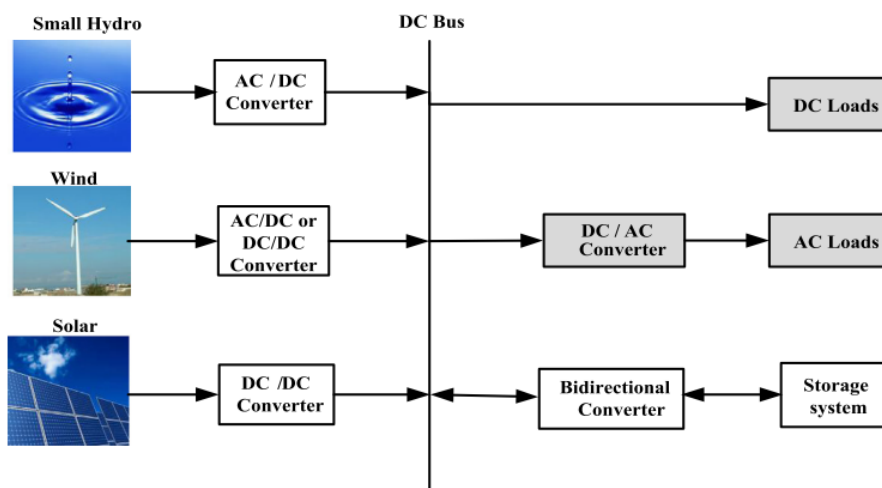 Small Hydro
DC Bus
AC / DC
Converter
DC Loads
Wind
AC/DC or
DC/DC
Converter
DC / AC
Converter
AC Loads
Solar
DC /DC
Converter
Bidirectional
Converter
Storage
system